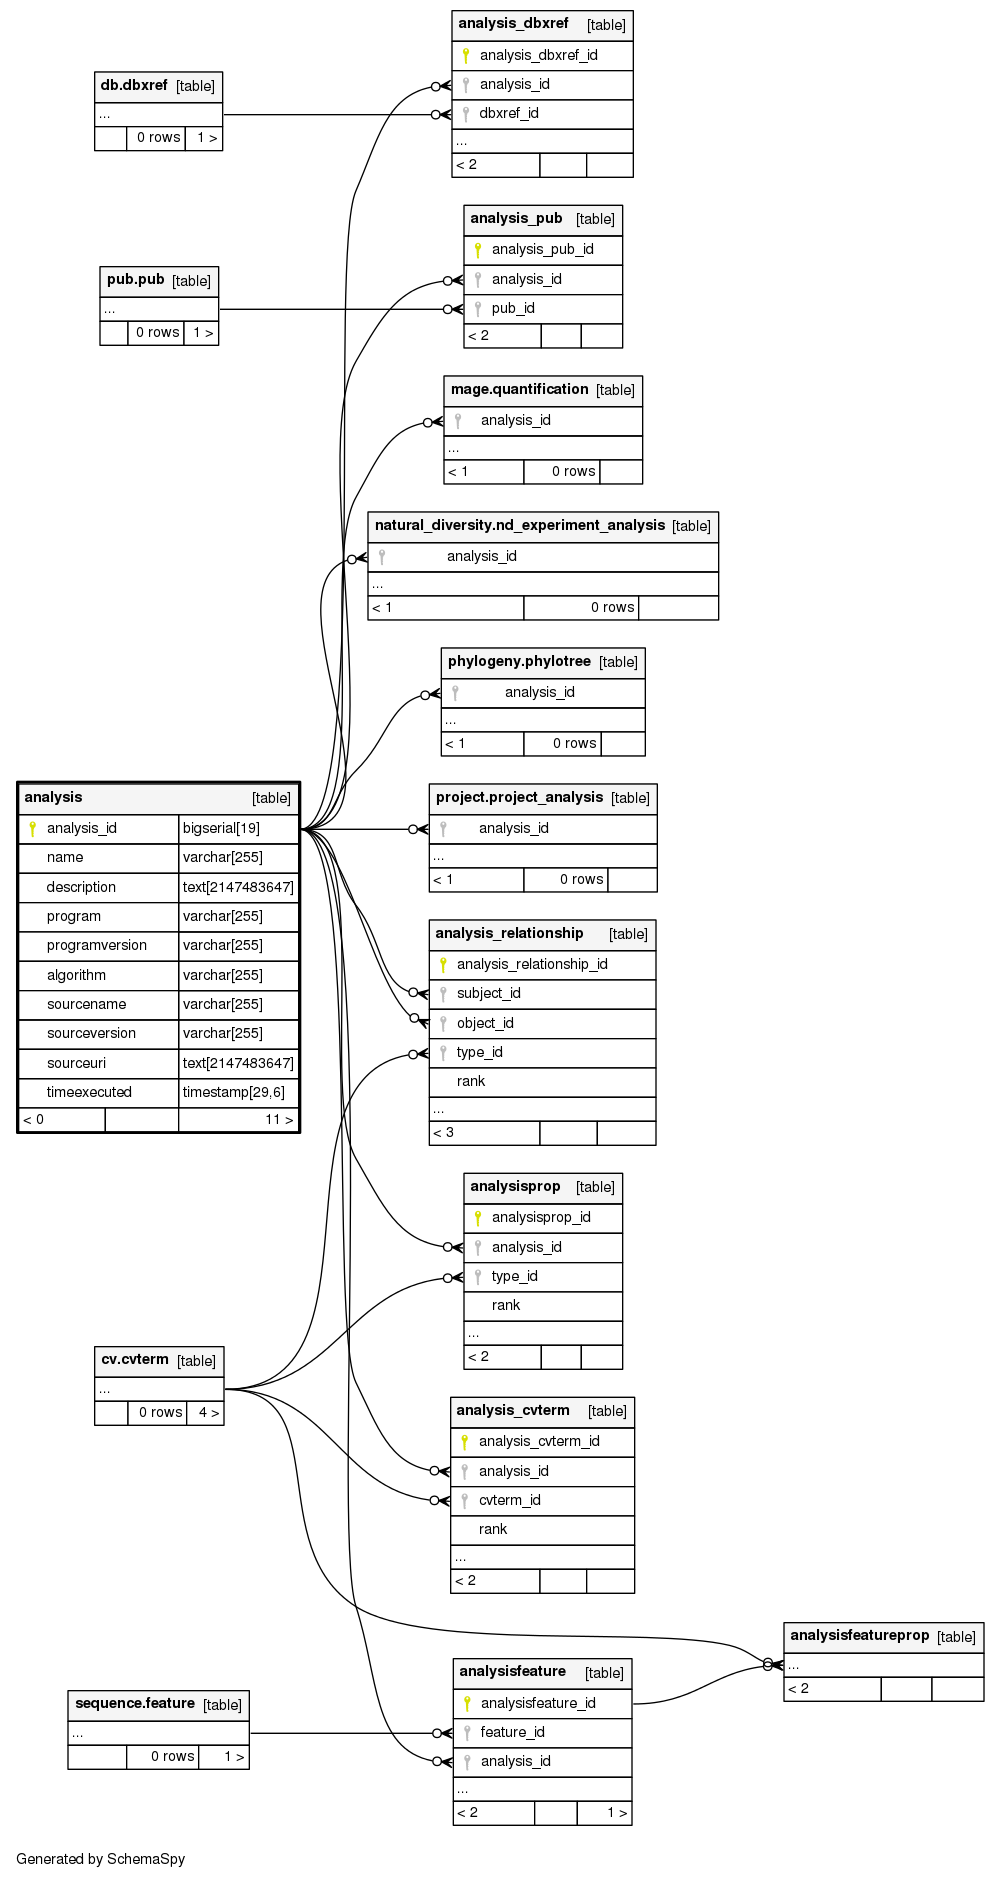 analysis_dbxref [table]
analysis_dbxref_id
analysis_id
dbxref_id
...
< 2
db.dbxref [table]
...
0 rows 1 >
analysis_pub [table]
analysis_pub_id
analysis_id
pub_id
< 2
pub.pub [table]
...
0 rows 1 >
mage.quantification [table]
analysis_id
...
< 1 0 rows
natural_diversity.nd_experiment_analysis [table]
analysis_id
...
< 1 0 rows
phylogeny.phylotree [table]
analysis_id
...
< 1 0 rows
analysis [table]
analysis_id bigserial[19]
name varchar[255]
description text[2147483647]
program varchar[255]
programversion varchar[255]
algorithm varchar[255]
sourcename varchar[255]
sourceversion varchar[255]
sourceuri text[2147483647]
timeexecuted timestamp[29,6]
< 0 11 >
project.project_analysis [table]
analysis_id
...
< 1 0 rows
analysis_relationship [table]
analysis_relationship_id
subject_id
object_id
type_id
rank
...
< 3
analysisprop [table]
analysisprop_id
analysis_id
type_id
rank
...
< 2
cv.cvterm [table]
...
0 rows 4 >
analysis_cvterm [table]
analysis_cvterm_id
analysis_id
cvterm_id
rank
...
< 2
analysisfeatureprop [table]
...
< 2
analysisfeature [table]
analysisfeature_id
feature_id
analysis_id
...
< 2 1 >
sequence.feature [table]
...
0 rows 1 >
Generated by SchemaSpy